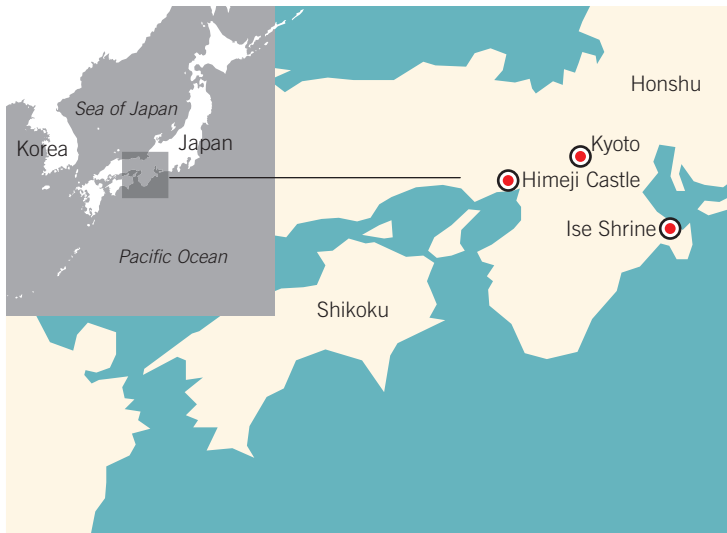 Sea of Japan
Korea
Japan
Pacific Ocean
Honshu
Kyoto
Himeji Castle
Ise Shrine
Shikoku